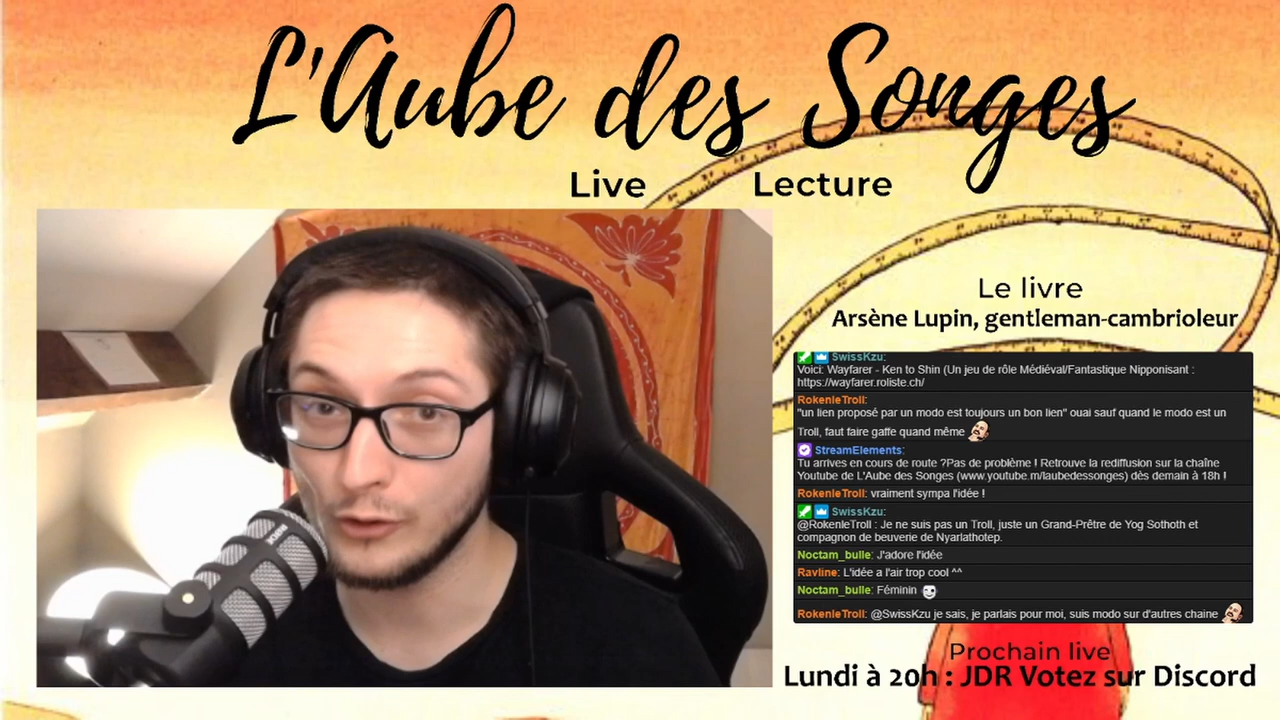 L'Aube des Songes
Live Lecture
Le livre
Arsène Lupin, gentleman-cambrioleur
SwissKzu:
Voici: Wayfarer - Ken to Shin (Un jeu de rôle Médiéval/Fantastique Nipponisant :
https://wayfarer.roliste.ch/
RokenleTroll:
"un lien proposé par un modo est toujours un bon lien" ouai sauf quand le modo est un
Troll, faut faire gaffe quand même
StreamElements:
Tu arrives en cours de route ?Pas de problème ! Retrouve la rediffusion sur la chaîne
Youtube de L'Aube des Songes (www.youtube.m/laubedessonges) dès demain à 18h !
RokenleTroll: vraiment sympa l'idée !
SwissKzu:
@RokenleTroll : Je ne suis pas un Troll, juste un Grand-Prêtre de Yog Sothoth et
compagnon de beuverie de Nyarlathotep.
Noctam_bulle: J'adore l'idée
Ravline: L'idée a l'air trop cool ^^
Noctam_bulle: Féminin
RokenleTroll: @SwissKzu je sais, je parlais pour moi, suis modo sur d'autres chaine
Prochain live
Lundi à 20h : JDR Votez sur Discord